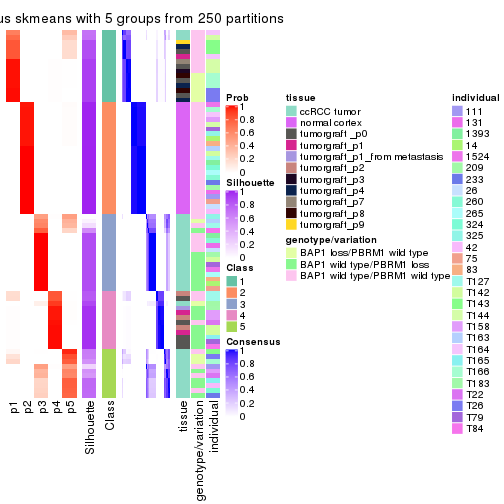 us skmeans with 5 groups from 250 partitions
p1
p2
p3
p4
p5
Silhouette
Class
tissue
genotype/variation
individual
Prob
1
0.8
0.6
0.4
0.2
0
Silhouette
1
0.8
0.6
0.4
0.2
0
Class
1
2
3
4
5
Consensus
1
0.8
0.6
0.4
0.2
0
tissue
ccRCC tumor
normal cortex
tumorgraft _p0
tumorgraft_p1
tumorgraft_p1_from metastasis
tumorgraft_p2
tumorgraft_p3
tumorgraft_p4
tumorgraft_p7
tumorgraft_p8
tumorgraft_p9
genotype/variation
BAP1 loss/PBRM1 wild type
BAP1 wild type/PBRM1 loss
BAP1 wild type/PBRM1 wild type
individual
111
131
1393
14
1524
209
233
26
260
265
324
325
42
75
83
T127
T142
T143
T144
T158
T163
T164
T165
T166
T183
T22
T26
T79
T84